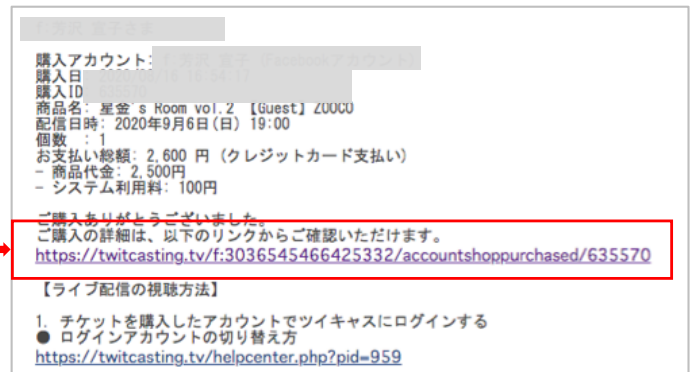 購入アカウント:
購入日
購入ID
商品名: 星金's Room vol.2 【Guest】ZOOCO
配信日時: 2020年9月6日(日) 19:00
個数 : 1
お支払い総額: 2,600 円 (クレジットカード支払い)
- 商品代金: 2,500円
- システム利用料: 100円
ご購入ありがとうございました。
ご購入の詳細は、以下のリンクからご確認いただけます。
https://twitcasting.tv/f:3036545466425332/accountshoppurchased/635570
【ライブ配信の視聴方法】
1. チケットを購入したアカウントでツイキャスにログインする
● ログインアカウントの切り替え方
https://twitcasting.tv/helpcenter.php?pid=959